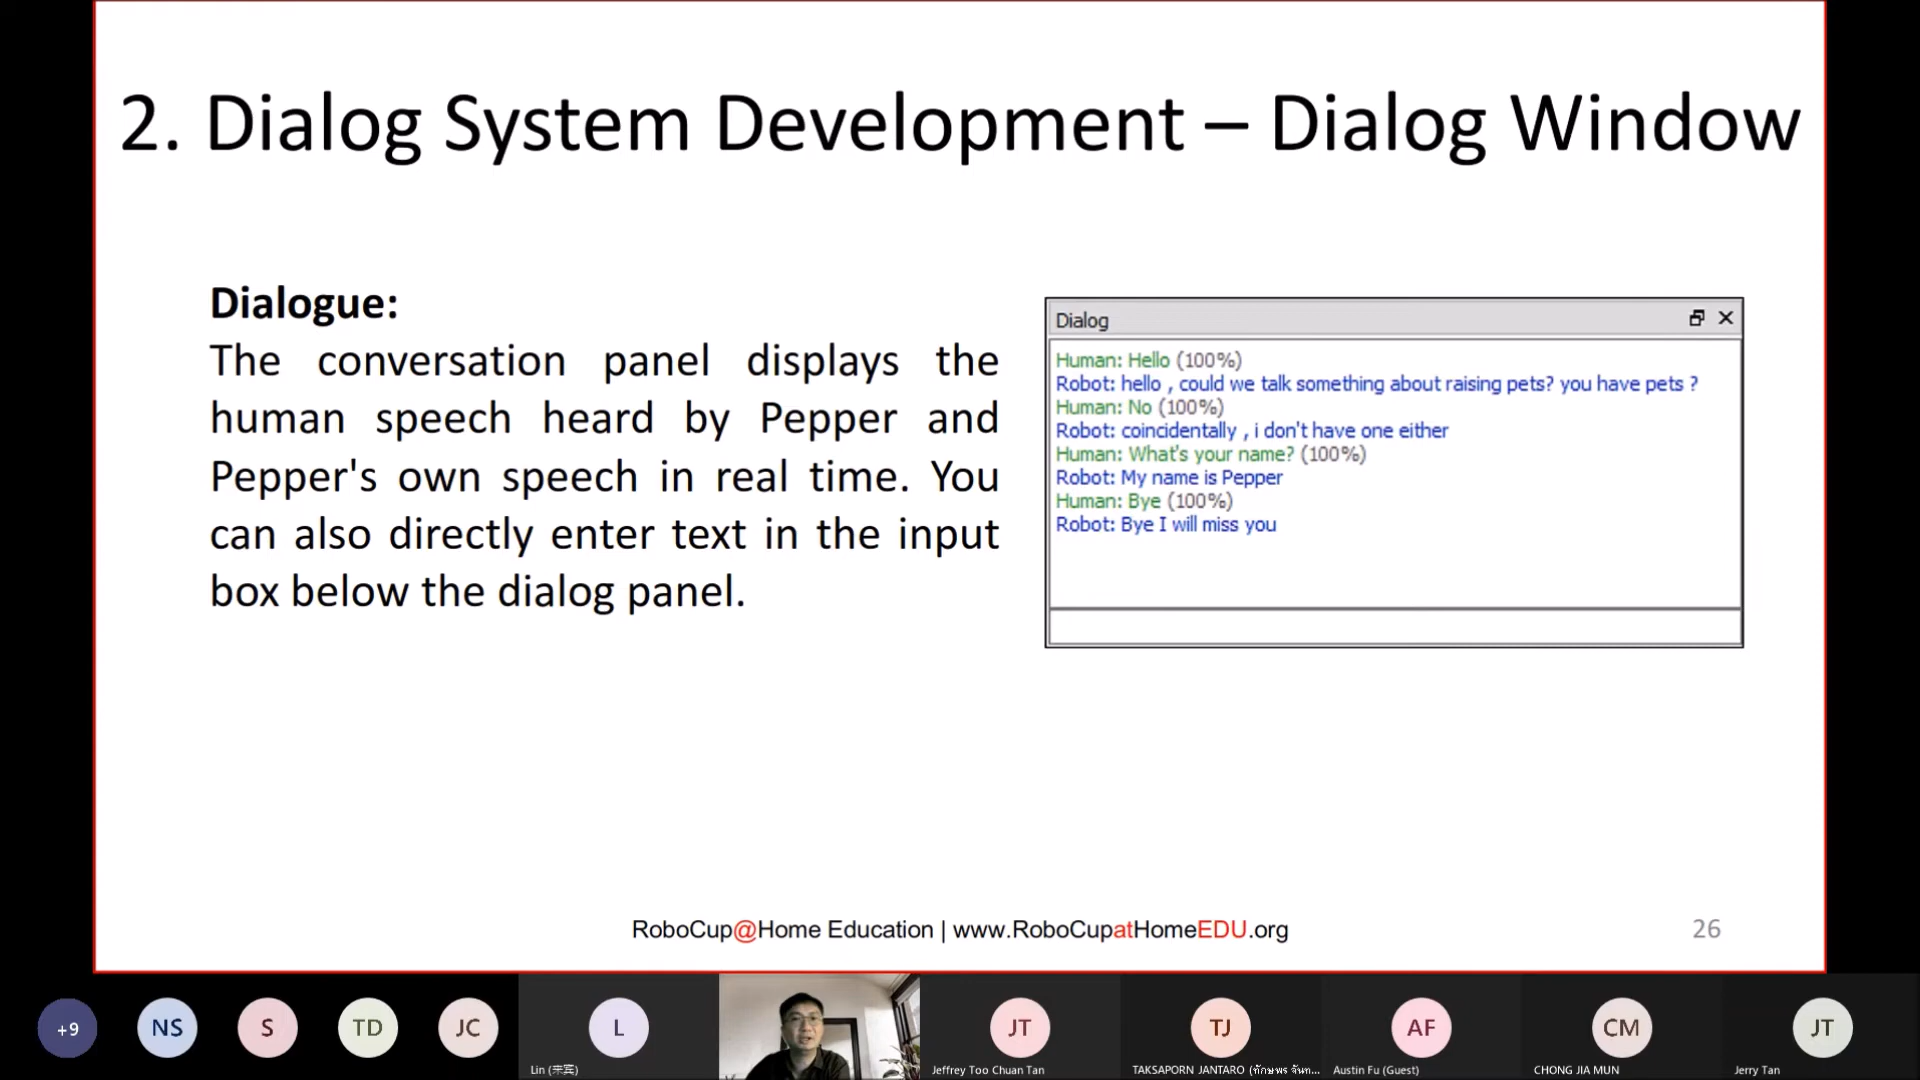 2. Dialog System Development – Dialog Window
Dialogue:
The conversation panel displays the
human speech heard by Pepper and
Pepper's own speech in real time. You
can also directly enter text in the input
box below the dialog panel.
Dialog
Human: Hello (100%)
Robot: hello , could we talk something about raising pets? you have pets ?
Human: No (100%)
Robot: coincidentally , i don't have one either
Human: What's your name? (100%)
Robot: My name is Pepper
Human: Bye (100%)
Robot: Bye I will miss you
RoboCup@Home Education | www.RoboCupatHomeEDU.org
26
+9
NS
S
TD
JC
L
JT
TJ
AF
CM
JT
Lin (来宾)
Jeffrey Too Chuan Tan
TAKSAPORN JANTARO (ทักษพร จันท...
Austin Fu (Guest)
CHONG JIA MUN
Jerry Tan